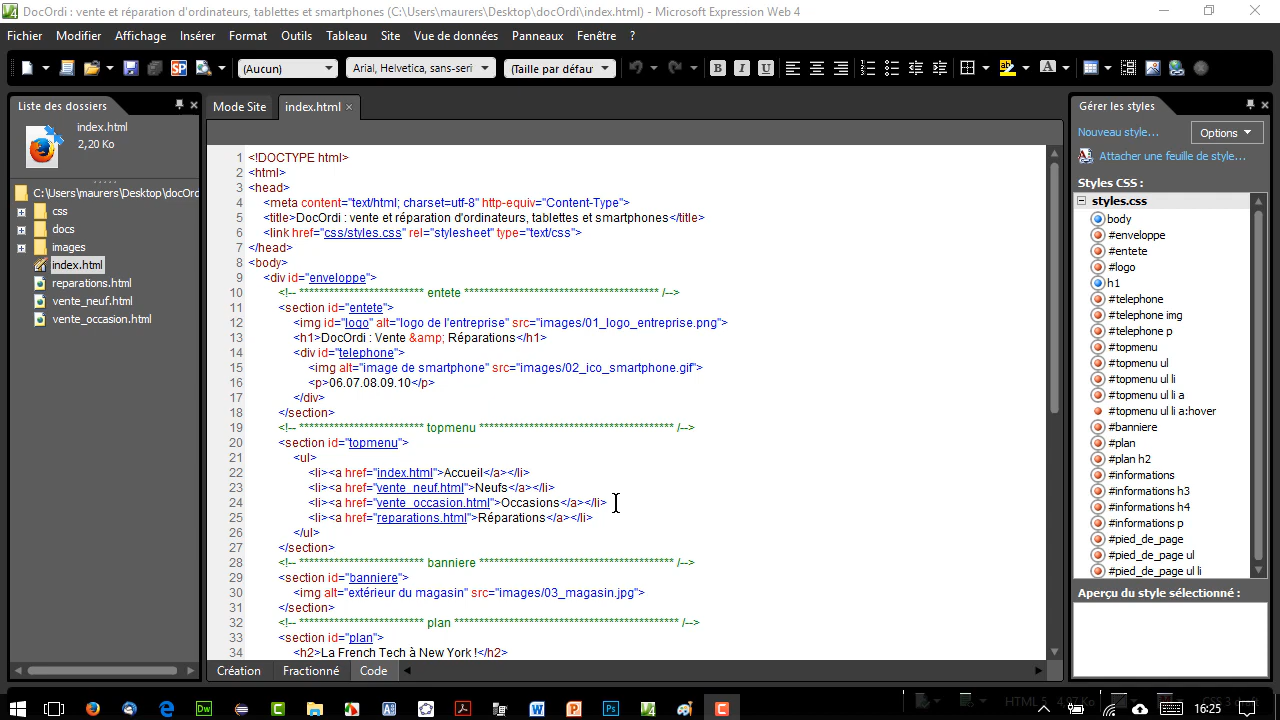 DocOrdi : vente et réparation d'ordinateurs, tablettes et smartphones (C:\Users\maurers\Desktop\docOrdi\index.html) - Microsoft Expression Web 4
Fichier Modifier Affichage Insérer Format Outils Tableau Site Vue de données Panneaux Fenêtre ?
(Aucun) Arial, Helvetica, sans-seri (Taille par défau
Liste des dossiers
index.html
2,20 Ko
C:\Users\maurers\Desktop\docOrd
css
docs
images
index.html
reparations.html
vente_neuf.html
vente_occasion.html
Mode Site index.html ×
1 <!DOCTYPE html>
2 <html>
3 <head>
4 <meta content="text/html; charset=utf-8" http-equiv="Content-Type">
5 <title>DocOrdi : vente et réparation d'ordinateurs, tablettes et smartphones</title>
6 <link href="css/styles.css" rel="stylesheet" type="text/css">
7 </head>
8 <body>
9 <div id="enveloppe">
10 <!-- ************************* entete *************************************** /-->
11 <section id="entete">
12 <img id="logo" alt="logo de l'entreprise" src="images/01_logo_entreprise.png">
13 <h1>DocOrdi : Vente &amp; Réparations</h1>
14 <div id="telephone">
15 <img alt="image de smartphone" src="images/02_ico_smartphone.gif">
16 <p>06.07.08.09.10</p>
17 </div>
18 </section>
19 <!-- ************************* topmenu *************************************** /-->
20 <section id="topmenu">
21 <ul>
22 <li><a href="index.html">Accueil</a></li>
23 <li><a href="vente_neuf.html">Neufs</a></li>
24 <li><a href="vente_occasion.html">Occasions</a></li>
25 <li><a href="reparations.html">Réparations</a></li>
26 </ul>
27 </section>
28 <!-- ************************* banniere *************************************** /-->
29 <section id="banniere">
30 <img alt="extérieur du magasin" src="images/03_magasin.jpg">
31 </section>
32 <!-- ************************* plan ********************************************* /-->
33 <section id="plan">
34 <h2>La French Tech à New York !</h2>
Création Fractionné Code
Gérer les styles
Nouveau style... Options
Attacher une feuille de style...
Styles CSS :
styles.css
body
#enveloppe
#entete
#logo
h1
#telephone
#telephone img
#telephone p
#topmenu
#topmenu ul
#topmenu ul li
#topmenu ul li a
#topmenu ul li a:hover
#banniere
#plan
#plan h2
#informations
#informations h3
#informations h4
#informations p
#pied_de_page
#pied_de_page ul
#pied_de_page ul li
Aperçu du style sélectionné :
16:25